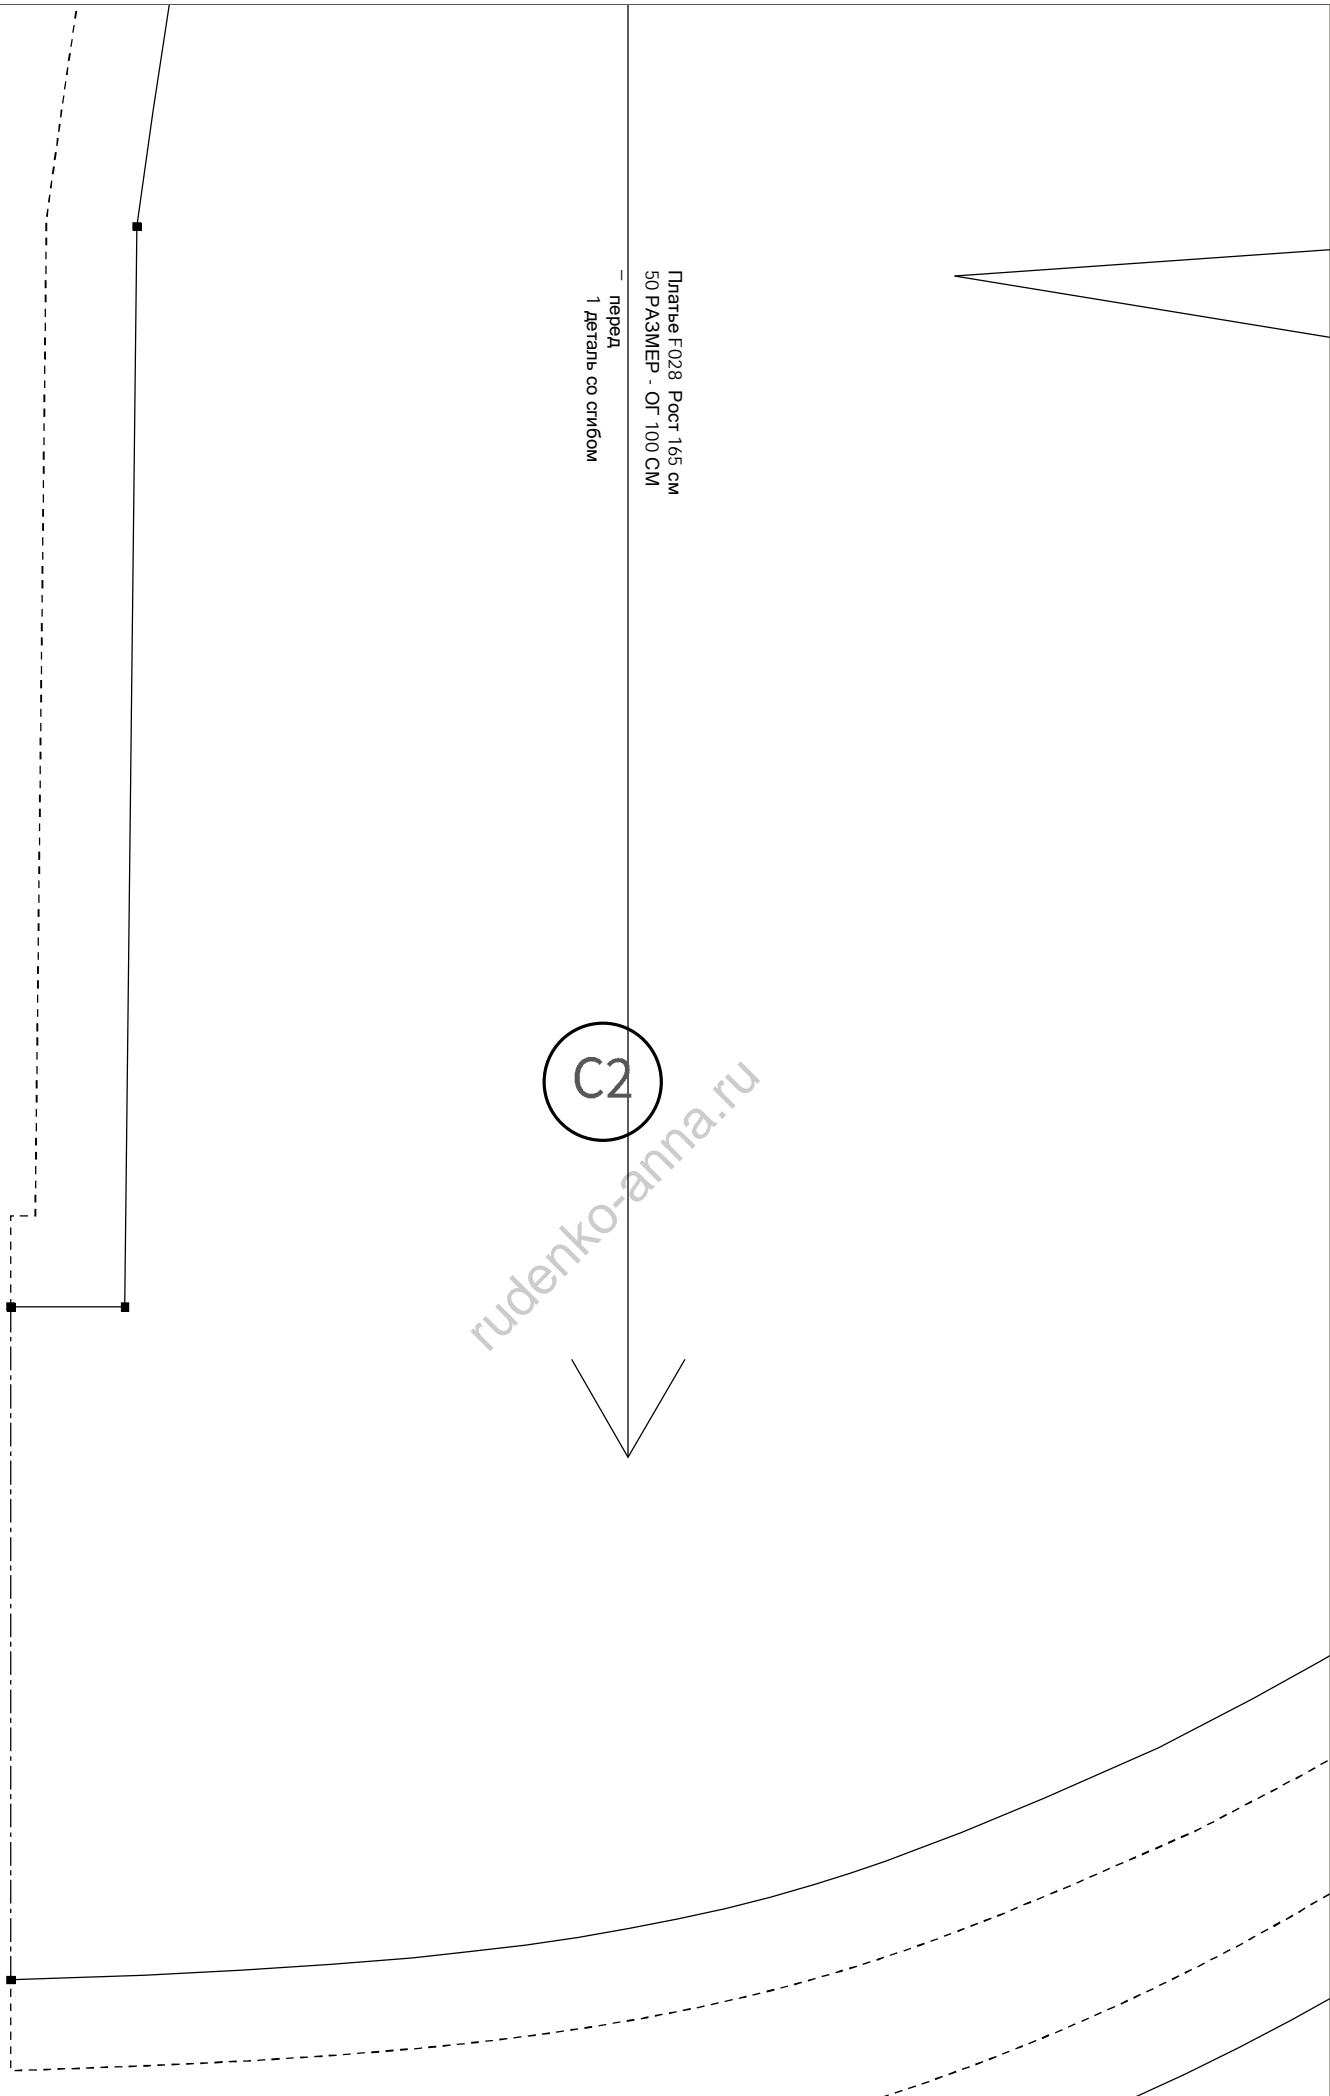 Платье F028 Рост 165 см
50 РАЗМЕР - ОГ 100 СМ
– перед
1 деталь со сгибом
C2
rudenko-anna.ru